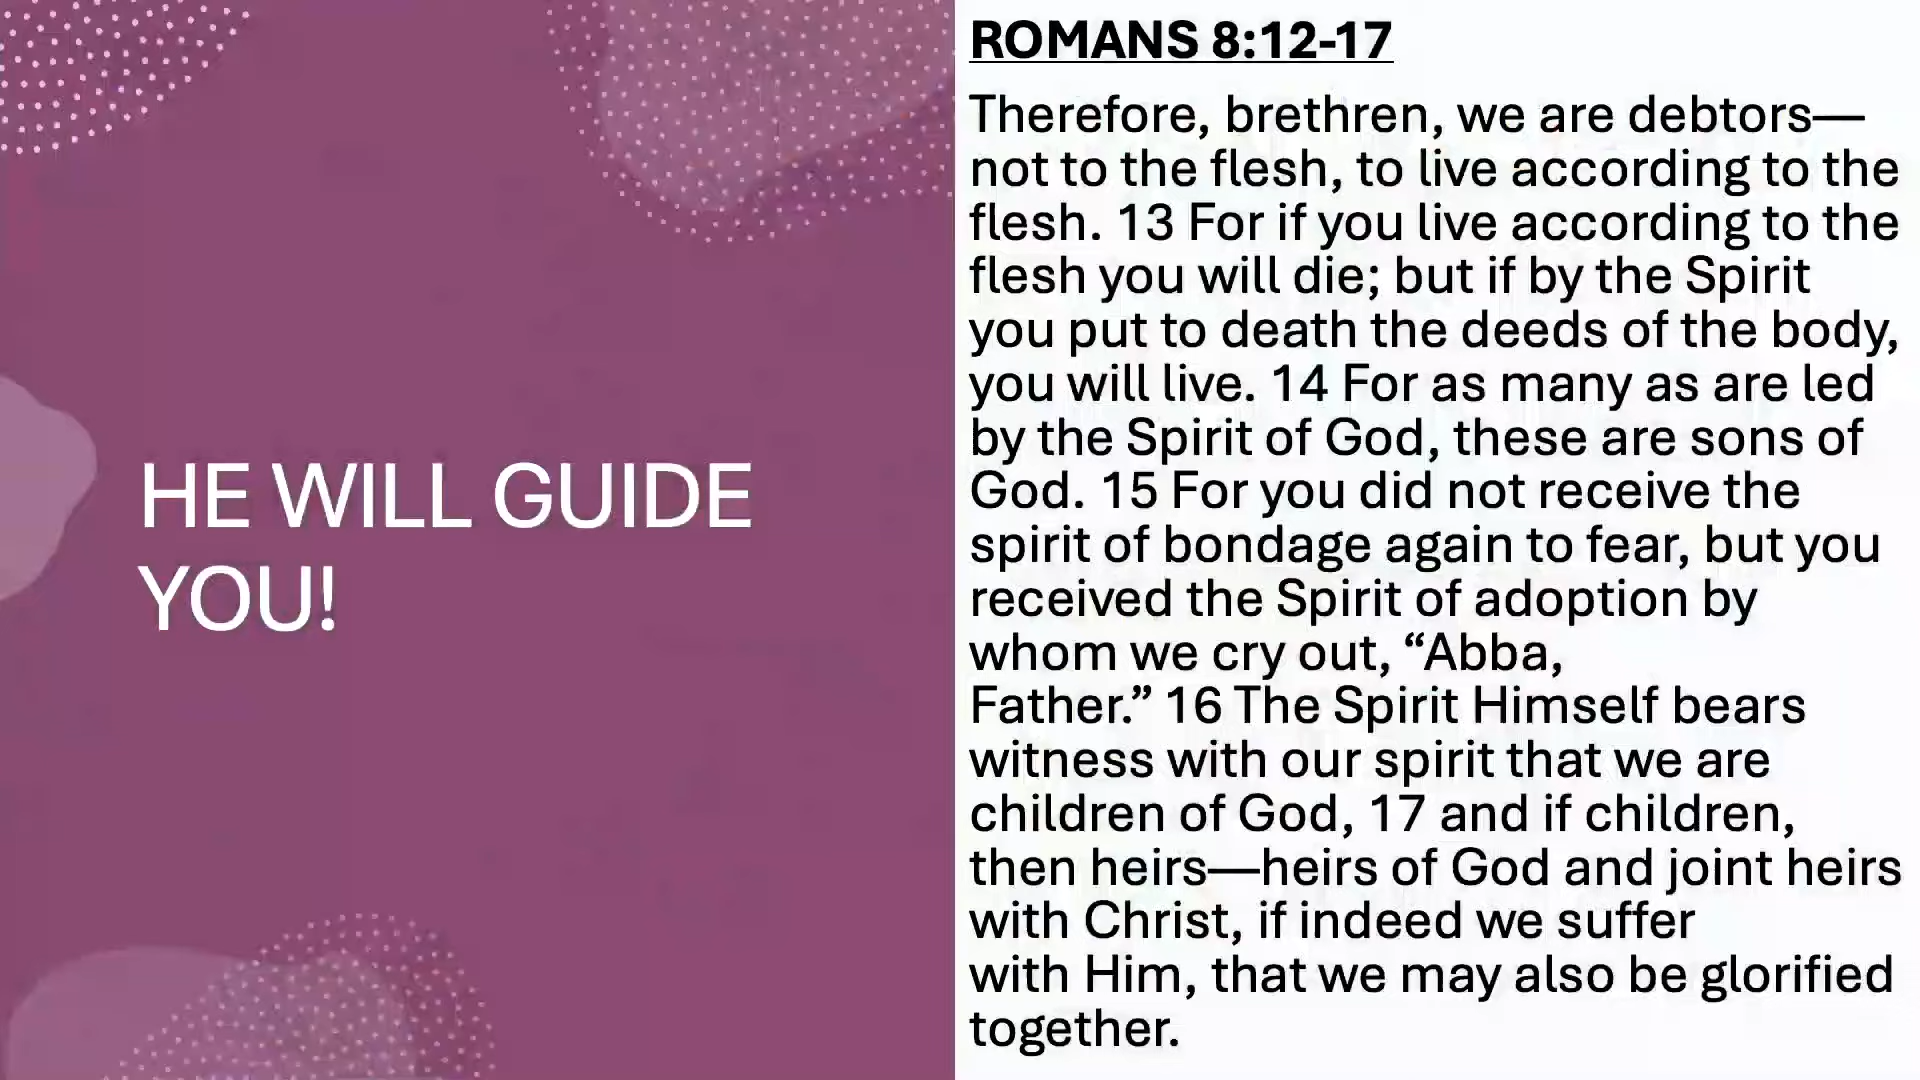 HE WILL GUIDE
YOU!
ROMANS 8:12-17
Therefore, brethren, we are debtors—
not to the flesh, to live according to the
flesh. 13 For if you live according to the
flesh you will die; but if by the Spirit
you put to death the deeds of the body,
you will live. 14 For as many as are led
by the Spirit of God, these are sons of
God. 15 For you did not receive the
spirit of bondage again to fear, but you
received the Spirit of adoption by
whom we cry out, “Abba,
Father.” 16 The Spirit Himself bears
witness with our spirit that we are
children of God, 17 and if children,
then heirs—heirs of God and joint heirs
with Christ, if indeed we suffer
with Him, that we may also be glorified
together.